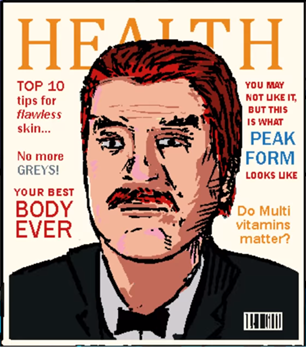 HEALTH
TOP 10
tips for
flawless
skin...
No more
GREYS!
YOUR BEST
BODY
EVER
YOU MAY
NOT LIKE IT,
BUT THIS
IS WHAT
PEAK
FORM
LOOKS LIKE
Do Multi
vitamins
matter?